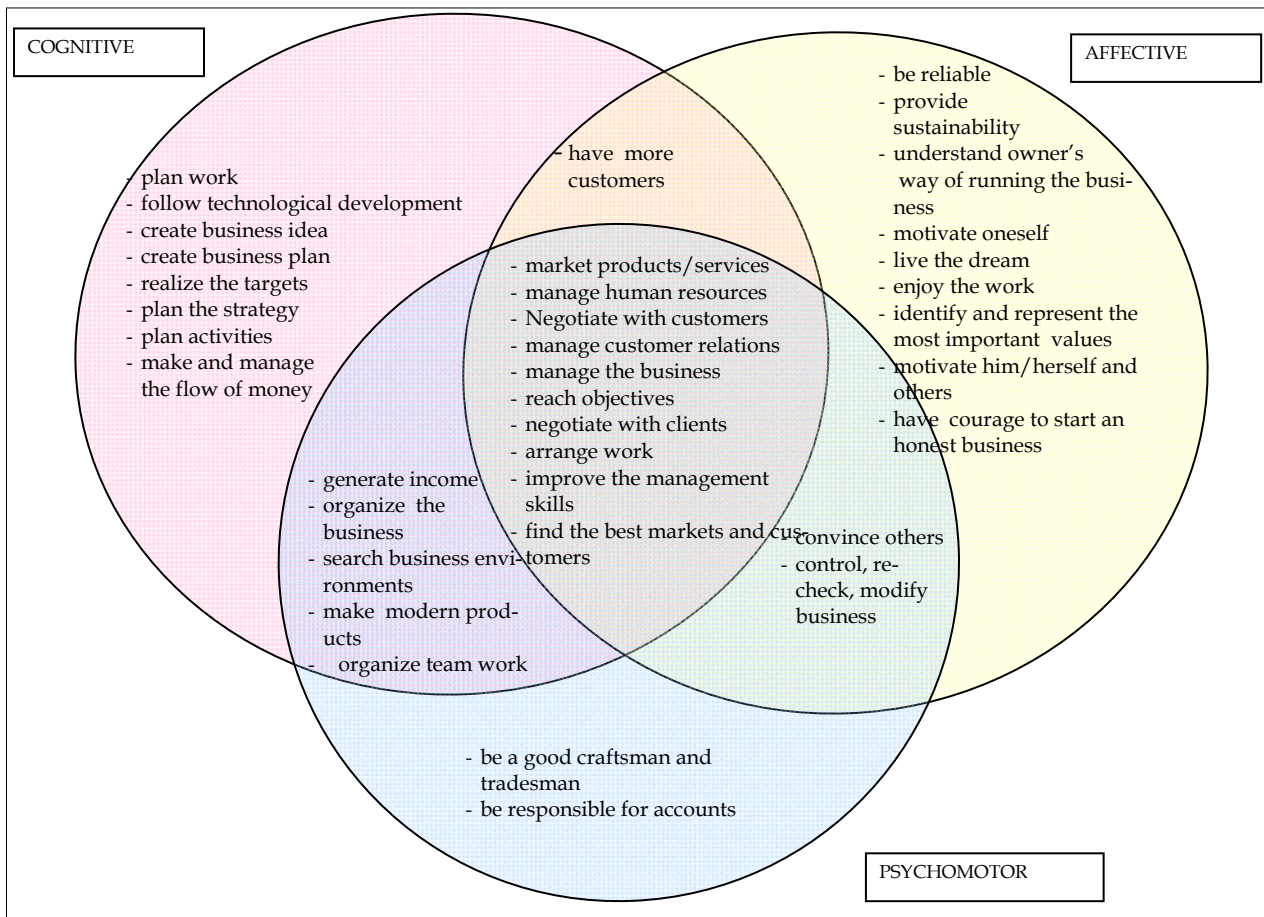 COGNITIVE
AFFECTIVE
- plan work
- follow technological development
- create business idea
- create business plan
- realize the targets
- plan the strategy
- plan activities
- make and manage
the flow of money
- have more
customers
- be reliable
- provide
sustainability
- understand owner's
way of running the busi-
ness
- motivate oneself
- live the dream
- enjoy the work
- identify and represent the
most important values
- motivate him/herself and
others
- have courage to start an
honest business
- market products/services
- manage human resources
- Negotiate with customers
- manage customer relations
- manage the business
- reach objectives
- negotiate with clients
- arrange work
- improve the management
skills
- find the best markets and cus-
tomers
- generate income
- organize the
business
- search business envi-
ronments
- make modern prod-
ucts
- organize team work
- convince others
- control, re-
check, modify
business
- be a good craftsman and
tradesman
- be responsible for accounts
PSYCHOMOTOR